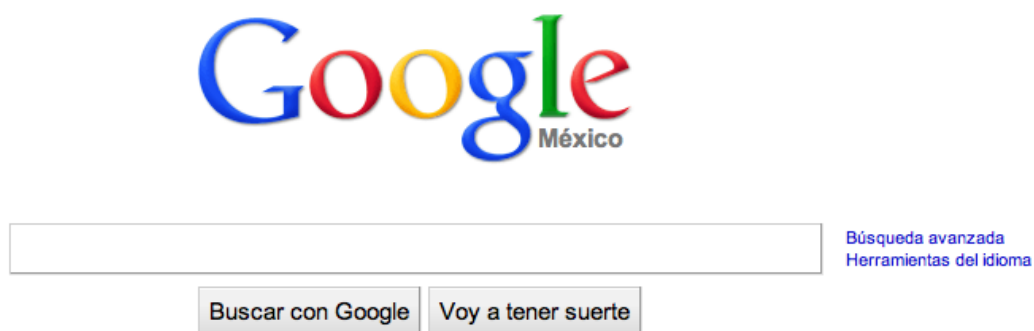 Google
México
Búsqueda avanzada
Herramientas del idioma
Buscar con Google
Voy a tener suerte